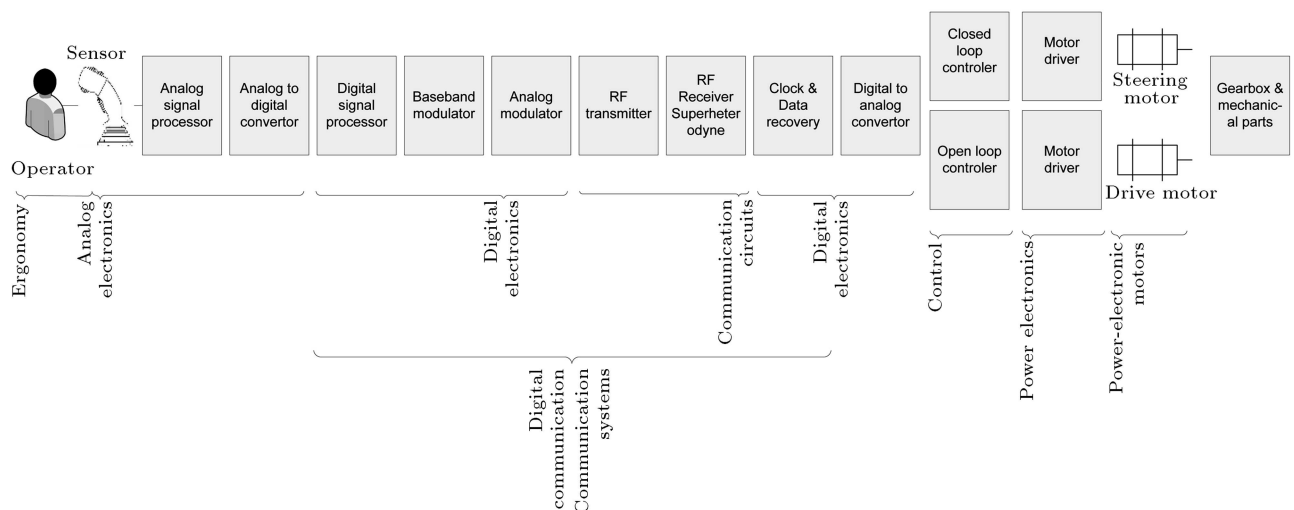 Sensor
Operator
Analog
signal
processor
Analog to
digital
convertor
Digital
signal
processor
Baseband
modulator
Analog
modulator
RF
transmitter
RF
Receiver
Superheter
odyne
Clock &
Data
recovery
Digital to
analog
convertor
Closed
loop
controler
Motor
driver
Steering
motor
Open loop
controler
Motor
driver
Drive motor
Gearbox &
mechanic-
al parts
Ergonomy
Analog
electronics
Digital
electronics
Communication
circuits
Digital
electronics
Control
Power electronics
Power-electronic
motors
Digital
communication
Communication
systems